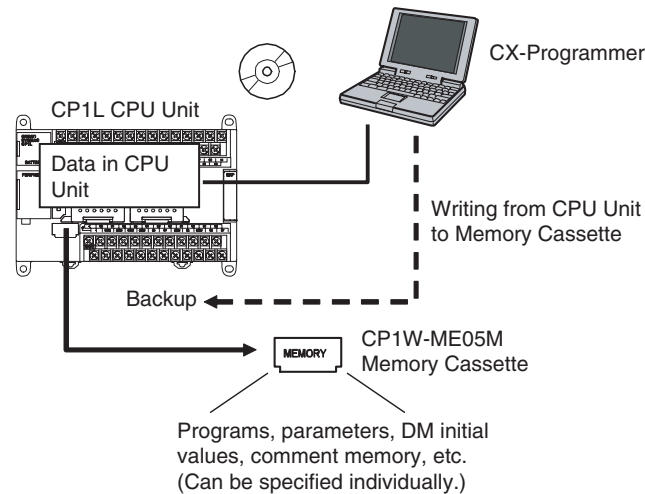 CX-Programmer
CP1L CPU Unit
Data in CPU
Unit
Writing from CPU Unit
to Memory Cassette
Backup
MEMORY
CP1W-ME05M
Memory Cassette
Programs, parameters, DM initial
values, comment memory, etc.
(Can be specified individually.)